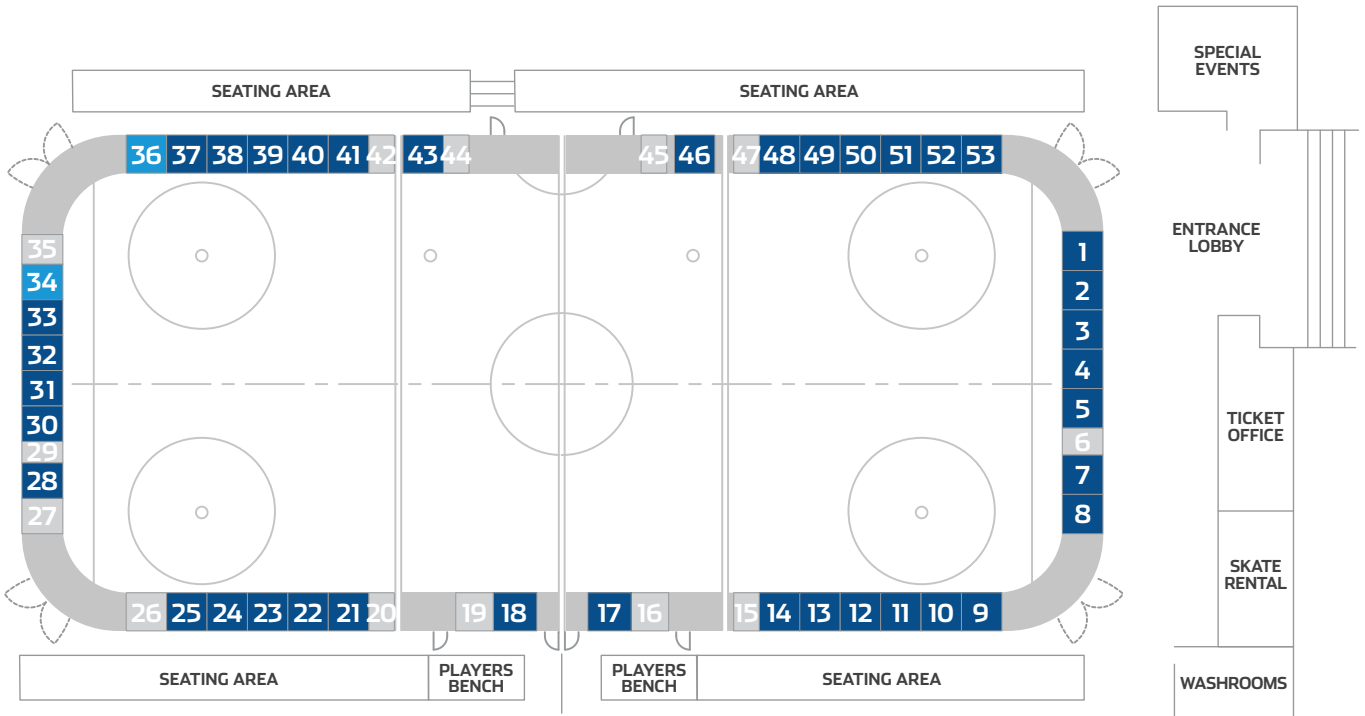 SPECIAL
EVENTS
SEATING AREA
SEATING AREA
36 37 38 39 40 41 42 43 44 45 46 47 48 49 50 51 52 53
ENTRANCE
LOBBY
35
34
33
32
31
30
29
28
27
1
2
3
4
5
6
7
8
TICKET
OFFICE
SKATE
RENTAL
26 25 24 23 22 21 20 19 18 17 16 15 14 13 12 11 10 9
SEATING AREA
PLAYERS
BENCH
PLAYERS
BENCH
SEATING AREA
WASHROOMS